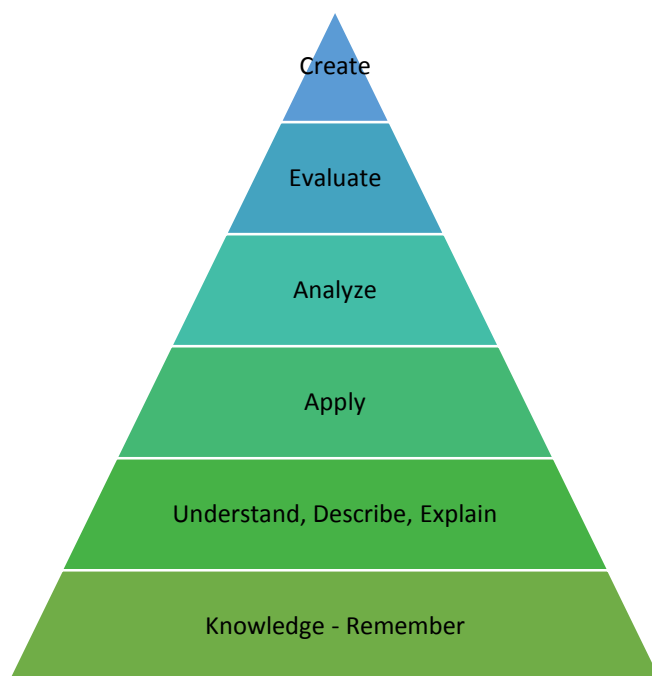 Create
Evaluate
Analyze
Apply
Understand, Describe, Explain
Knowledge - Remember